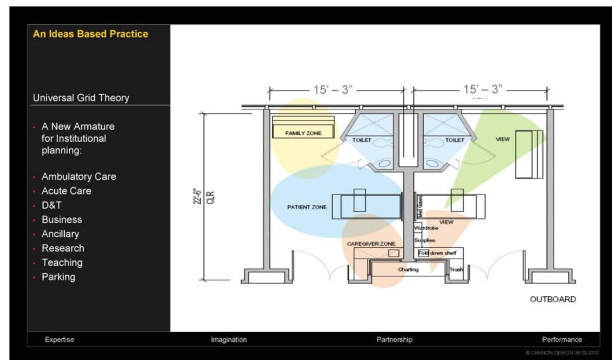 An Ideas Based Practice
Universal Grid Theory
- A New Armature
for Institutional
planning:
- Ambulatory Care
- Acute Care
- D&T
- Business
- Ancillary
- Research
- Teaching
- Parking
15' – 3"
15' – 3"
FAMILY ZONE
TOILET
TOILET
VIEW
22'-6"
CLR
PATIENT ZONE
VIEW
Wardrobe
CAREGIVER ZONE
Supplies
Fold down shelf
Charting
Trash
OUTBOARD
Expertise
Imagination
Partnership
Performance